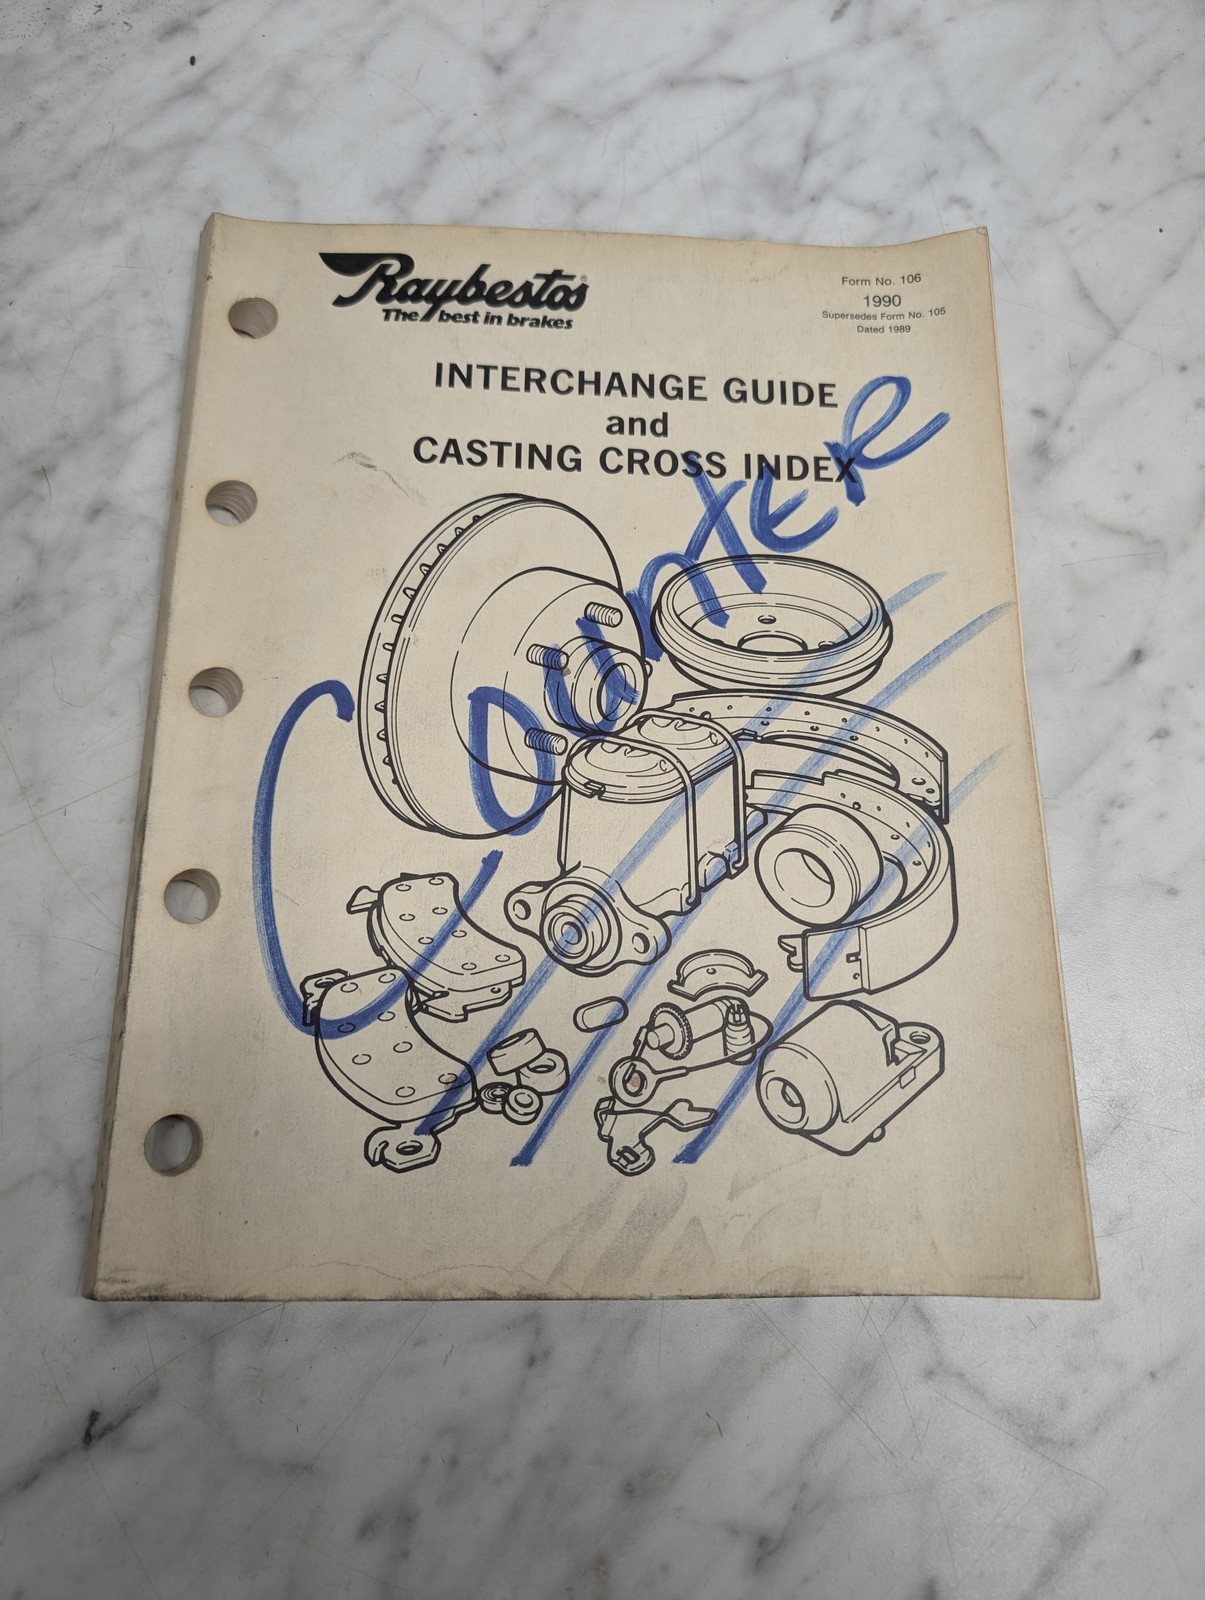 Raybestos®
The best in brakes
Form No. 106
1990
Supersedes Form No. 105
Dated 1989
INTERCHANGE GUIDE
and
CASTING CROSS INDEX
COUNTER